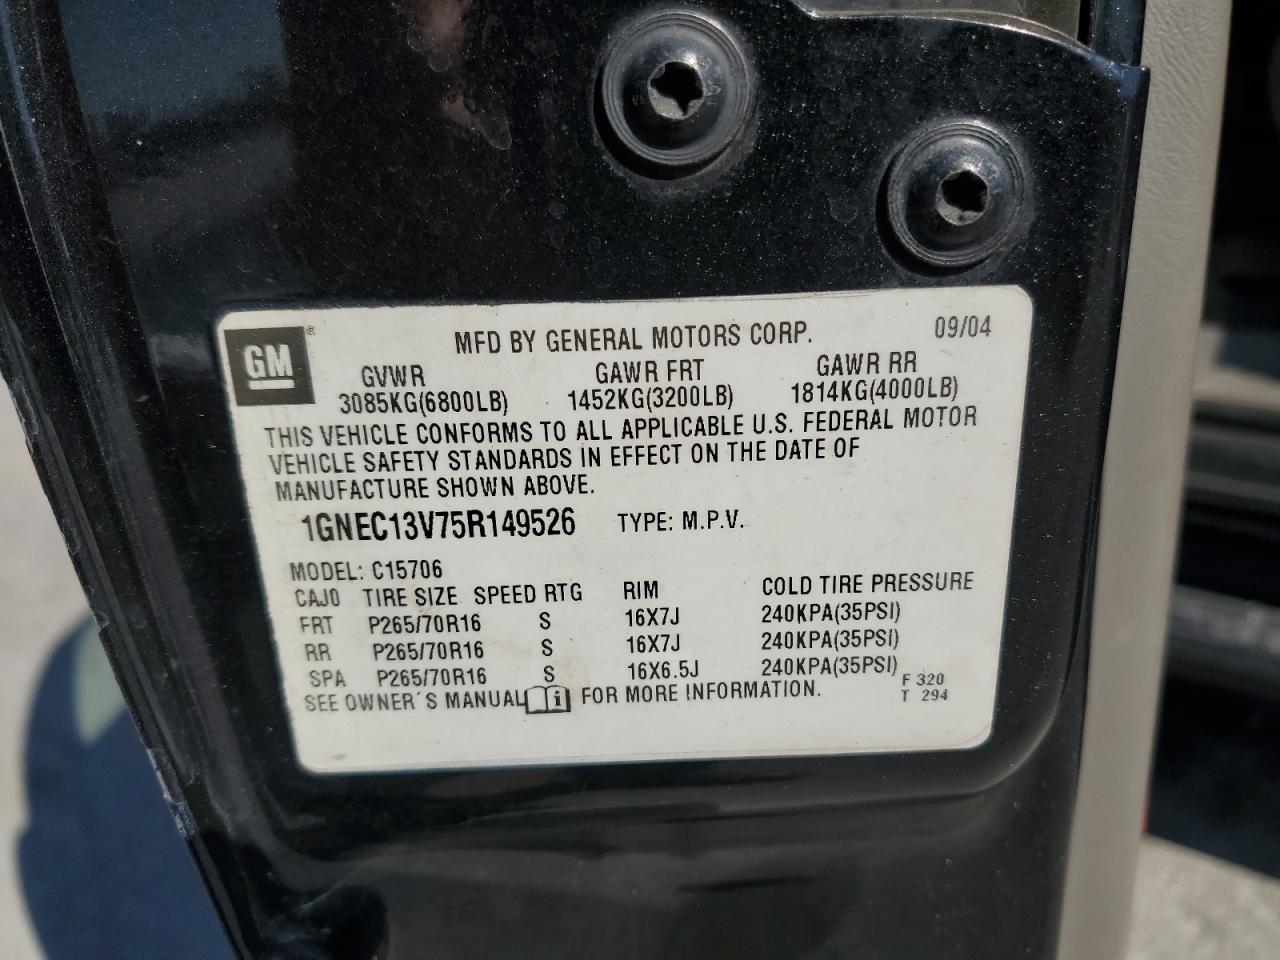 GM ®
MFD BY GENERAL MOTORS CORP. 09/04
GVWR GAWR FRT GAWR RR
3085KG(6800LB) 1452KG(3200LB) 1814KG(4000LB)
THIS VEHICLE CONFORMS TO ALL APPLICABLE U.S. FEDERAL MOTOR
VEHICLE SAFETY STANDARDS IN EFFECT ON THE DATE OF
MANUFACTURE SHOWN ABOVE.
1GNEC13V75R149526 TYPE: M.P.V.
MODEL: C15706
CAJ0 TIRE SIZE SPEED RTG RIM COLD TIRE PRESSURE
FRT P265/70R16 S 16X7J 240KPA(35PSI)
RR P265/70R16 S 16X7J 240KPA(35PSI)
SPA P265/70R16 S 16X6.5J 240KPA(35PSI)
SEE OWNER'S MANUAL i FOR MORE INFORMATION.
F 320
T 294